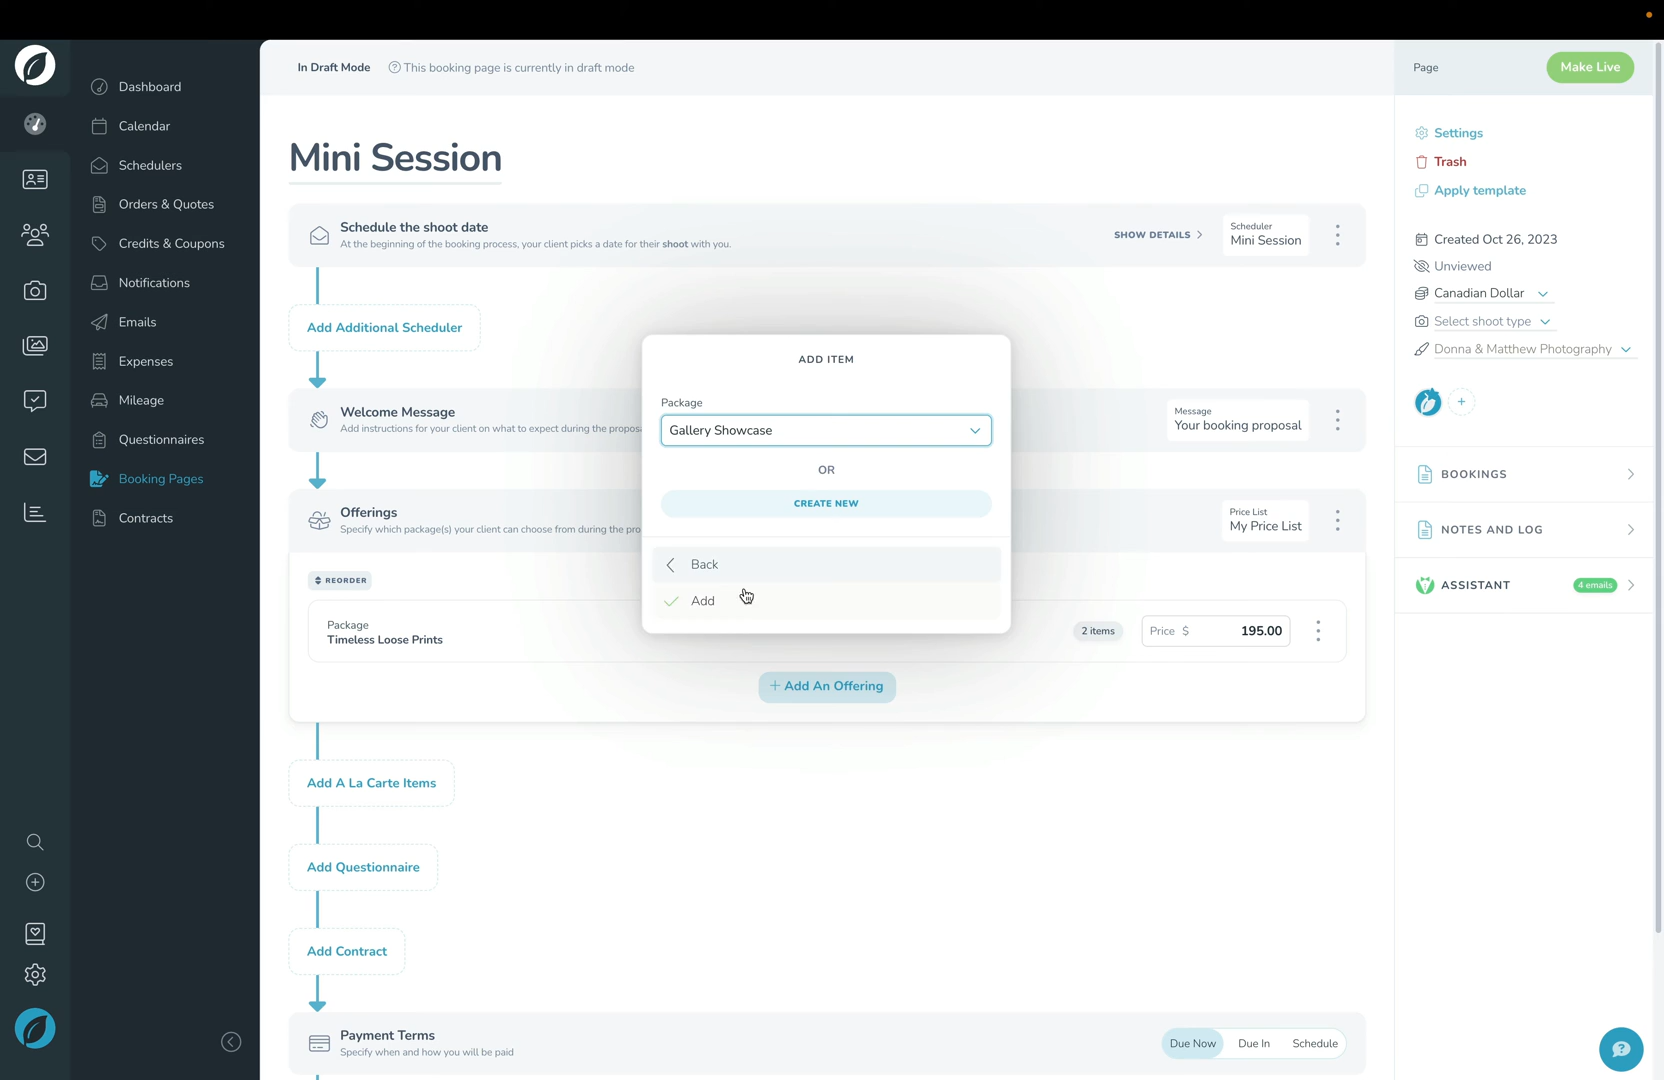 In Draft Mode
This booking page is currently in draft mode
Page
Make Live
Dashboard
Calendar
Schedulers
Orders & Quotes
Credits & Coupons
Notifications
Emails
Expenses
Mileage
Questionnaires
Booking Pages
Contracts
Mini Session
Schedule the shoot date
At the beginning of the booking process, your client picks a date for their shoot with you.
SHOW DETAILS
Scheduler
Mini Session
Add Additional Scheduler
Welcome Message
Add instructions for your client on what to expect during the propos
Message
Your booking proposal
Offerings
Specify which package(s) your client can choose from during the pro
Price List
My Price List
REORDER
Package
Timeless Loose Prints
2 items
Price $ 195.00
+ Add An Offering
Add A La Carte Items
Add Questionnaire
Add Contract
Payment Terms
Specify when and how you will be paid
Due Now
Due In
Schedule
ADD ITEM
Package
Gallery Showcase
OR
CREATE NEW
Back
Add
Settings
Trash
Apply template
Created Oct 26, 2023
Unviewed
Canadian Dollar
Select shoot type
Donna & Matthew Photography
+
BOOKINGS
NOTES AND LOG
ASSISTANT
4 emails